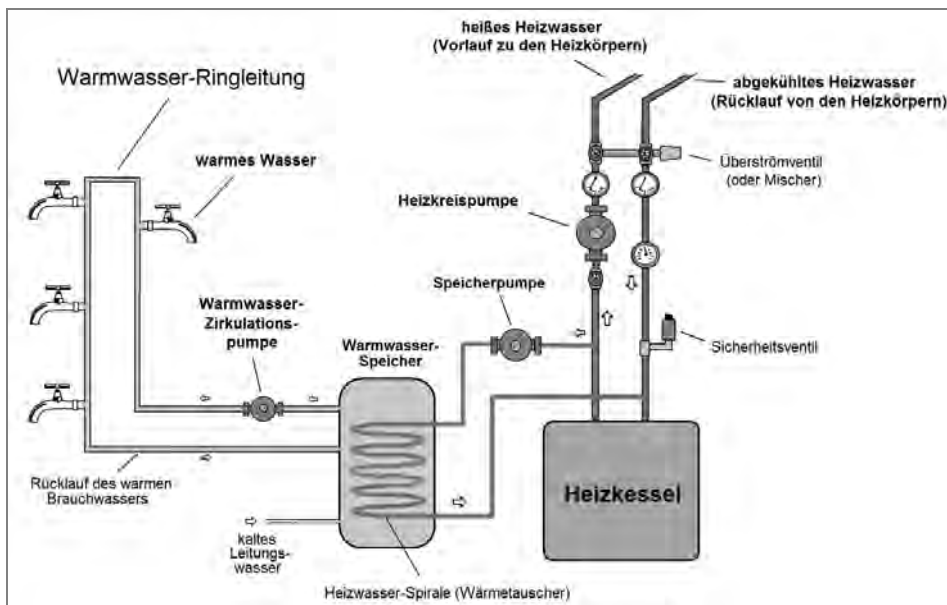 heißes Heizwasser
(Vorlauf zu den Heizkörpern)
Warmwasser-Ringleitung
abgekühltes Heizwasser
(Rücklauf von den Heizkörpern)
warmes Wasser
Überströmventil
(oder Mischer)
Heizkreispumpe
Speicherpumpe
Warmwasser-
Zirkulations-
pumpe
Warmwasser-
Speicher
Sicherheitsventil
Heizkessel
Rücklauf des warmen
Brauchwassers
kaltes
Leitungs-
wasser
Heizwasser-Spirale (Wärmetauscher)